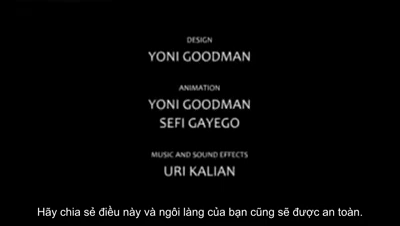 DESIGN
YONI GOODMAN
ANIMATION
YONI GOODMAN
SEFI GAYEGO
MUSIC AND SOUND EFFECTS
URI KALIAN
Hãy chia sẻ điều này và ngôi làng của bạn cũng sẽ được an toàn.